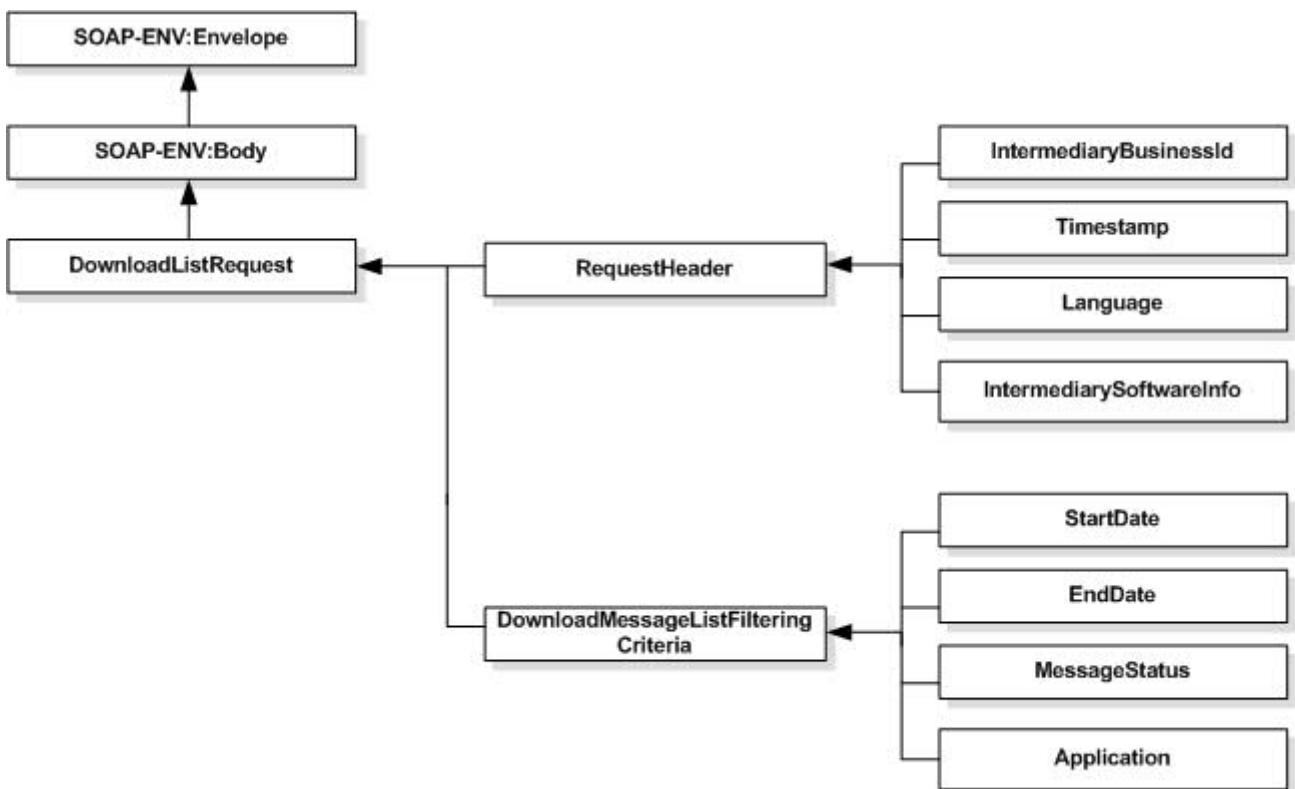 SOAP-ENV:Envelope
SOAP-ENV:Body
DownloadListRequest
RequestHeader
IntermediaryBusinessId
Timestamp
Language
IntermediarySoftwareInfo
DownloadMessageListFiltering
Criteria
StartDate
EndDate
MessageStatus
Application